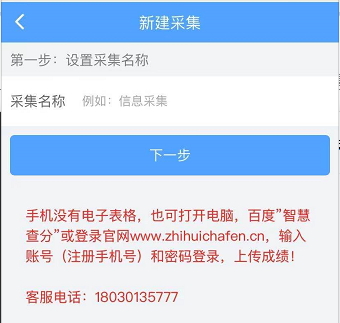 新建采集
第一步：设置采集名称
采集名称 例如：信息采集
下一步
手机没有电子表格，也可打开电脑，百度”智慧
查分”或登录官网www.zhihuichafen.cn，输入
账号（注册手机号）和密码登录，上传成绩！
客服电话：18030135777